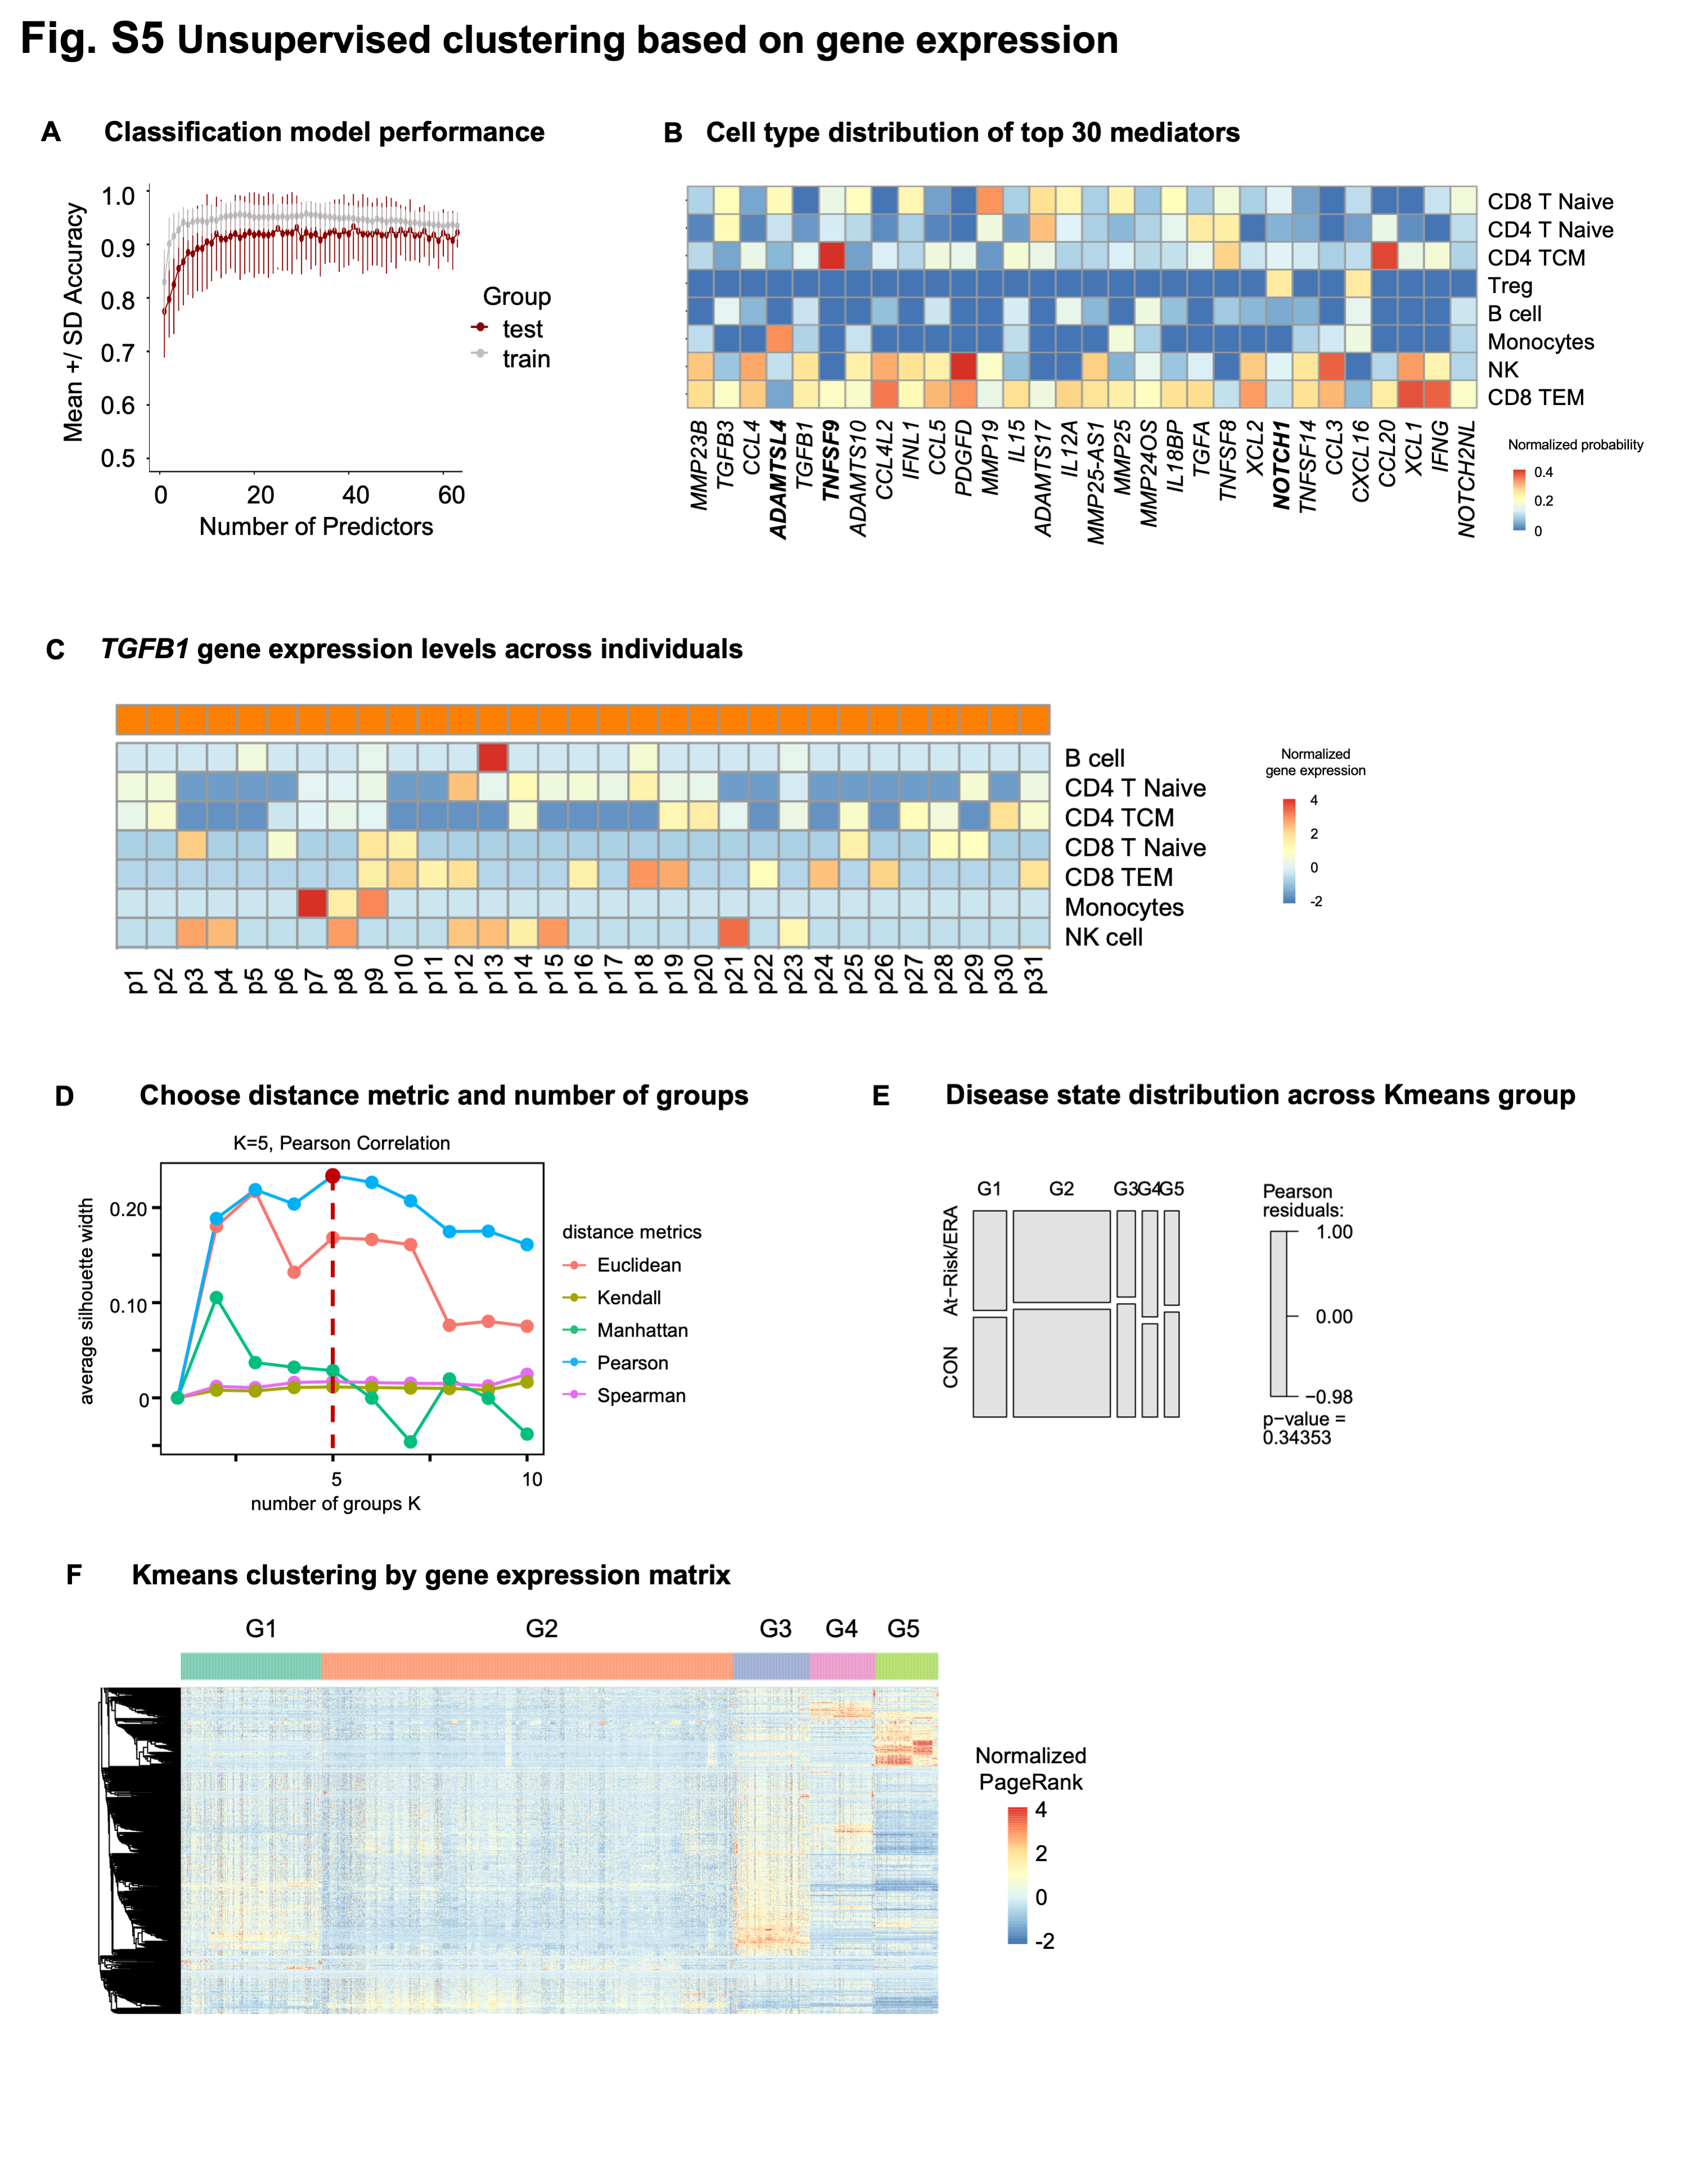 Fig. S5 Unsupervised clustering based on gene expression
A Classification model performance
Mean +/ SD Accuracy
1.0
0.9
0.8
0.7
0.6
0.5
0 20 40 60
Number of Predictors
Group
test
train
B Cell type distribution of top 30 mediators
CD8 T Naive
CD4 T Naive
CD4 TCM
Treg
B cell
Monocytes
NK
CD8 TEM
MMP23B
TGFB3
CCL4
ADAMTSL4
TGFB1
TNFSF9
ADAMTS10
CCL4L2
IFNL1
CCL5
PDGFD
MMP19
IL15
ADAMTS17
IL12A
MMP25-AS1
MMP25
MMP24OS
IL18BP
TGFA
TNFSF8
XCL2
NOTCH1
TNFSF14
CCL3
CXCL16
CCL20
XCL1
IFNG
NOTCH2NL
Normalized probability
0.4
0.2
0
C TGFB1 gene expression levels across individuals
B cell
CD4 T Naive
CD4 TCM
CD8 T Naive
CD8 TEM
Monocytes
NK cell
p1 p2 p3 p4 p5 p6 p7 p8 p9 p10 p11 p12 p13 p14 p15 p16 p17 p18 p19 p20 p21 p22 p23 p24 p25 p26 p27 p28 p29 p30 p31
Normalized
gene expression
4
2
0
-2
D Choose distance metric and number of groups
K=5, Pearson Correlation
average silhouette width
0.20
0.10
0
5 10
number of groups K
distance metrics
Euclidean
Kendall
Manhattan
Pearson
Spearman
E Disease state distribution across Kmeans group
G1 G2 G3 G4 G5
At−Risk/ERA
CON
Pearson
residuals:
1.00
0.00
−0.98
p−value =
0.34353
F Kmeans clustering by gene expression matrix
G1 G2 G3 G4 G5
Normalized
PageRank
4
2
0
-2